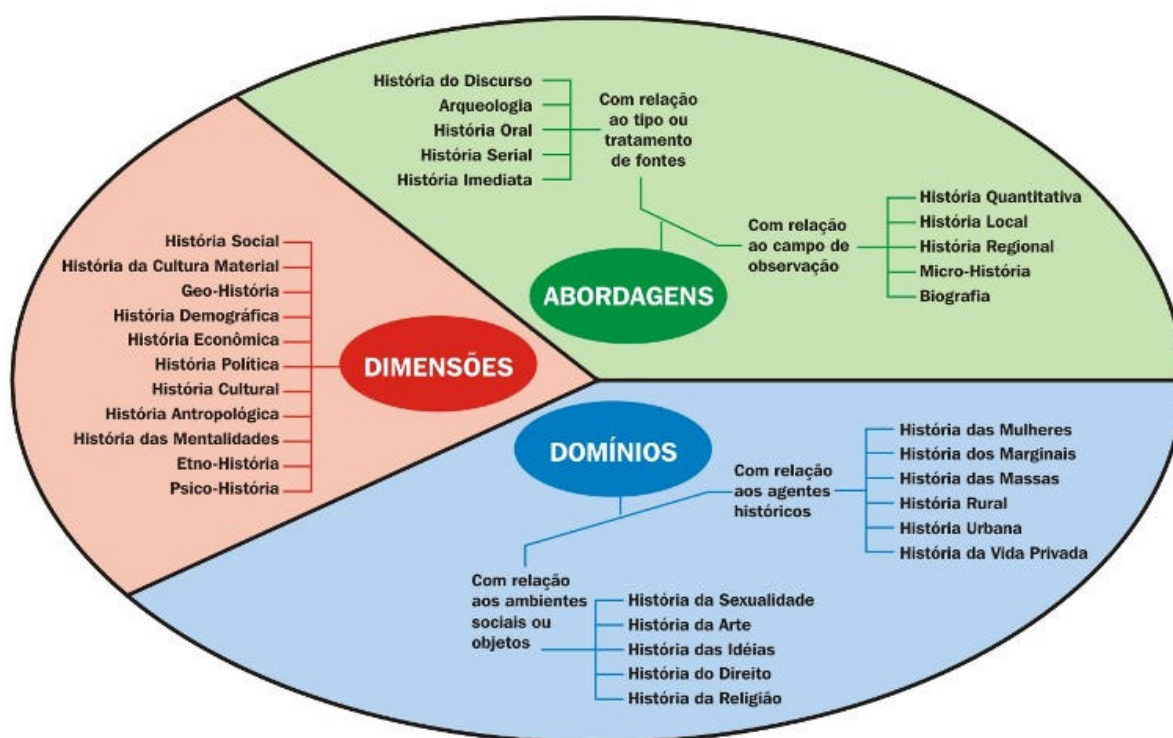 História do Discurso
Arqueologia
História Oral
História Serial
História Imediata
Com relação
ao tipo ou
tratamento
de fontes
Com relação
ao campo de
observação
História Quantitativa
História Local
História Regional
Micro-História
Biografia
ABORDAGENS
História Social
História da Cultura Material
Geo-História
História Demográfica
História Econômica
História Política
História Cultural
História Antropológica
História das Mentalidades
Etno-História
Psico-História
DIMENSÕES
DOMÍNIOS
Com relação
aos agentes
históricos
História das Mulheres
História dos Marginais
História das Massas
História Rural
História Urbana
História da Vida Privada
Com relação
aos ambientes
sociais ou
objetos
História da Sexualidade
História da Arte
História das Idéias
História do Direito
História da Religião